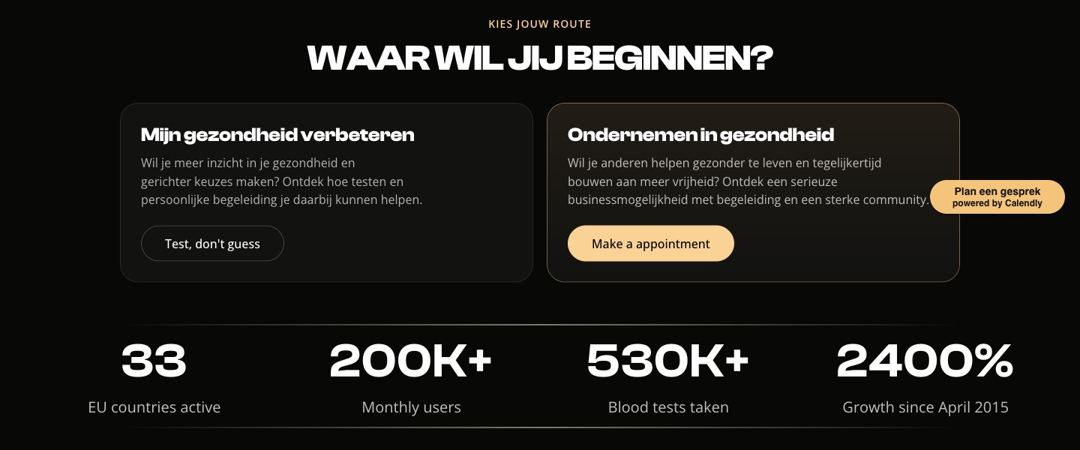 KIES JOUW ROUTE
WAAR WIL JIJ BEGINNEN?
Mijn gezondheid verbeteren
Wil je meer inzicht in je gezondheid en
gerichter keuzes maken? Ontdek hoe testen en
persoonlijke begeleiding je daarbij kunnen helpen.
Test, don't guess
Ondernemen in gezondheid
Wil je anderen helpen gezonder te leven en tegelijkertijd
bouwen aan meer vrijheid? Ontdek een serieuze
businessmogelijkheid met begeleiding en een sterke community.
Make a appointment
Plan een gesprek
powered by Calendly
33
EU countries active
200K+
Monthly users
530K+
Blood tests taken
2400%
Growth since April 2015